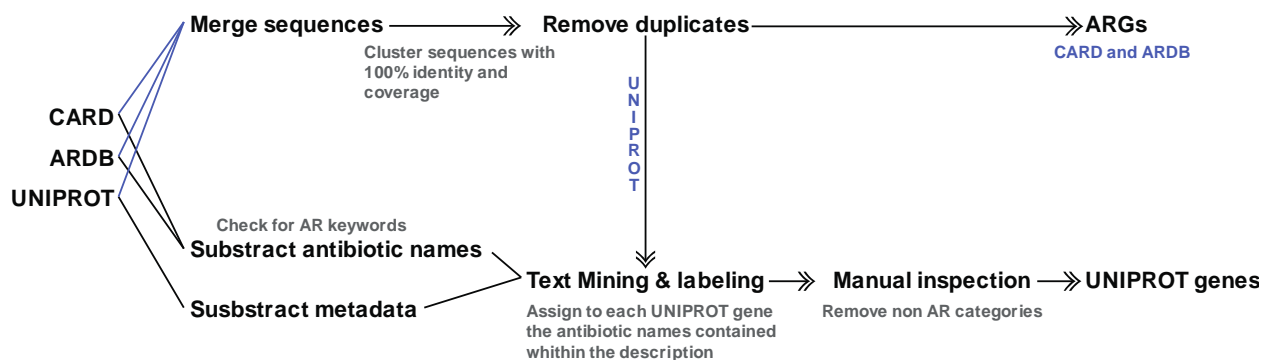 Merge sequences
Remove duplicates
ARGs
Cluster sequences with
100% identity and
coverage
CARD and ARDB
UNIPROT
CARD
ARDB
UNIPROT
Check for AR keywords
Substract antibiotic names
Susbstract metadata
Text Mining & labeling
Manual inspection
UNIPROT genes
Assign to each UNIPROT gene
the antibiotic names contained
whithin the description
Remove non AR categories